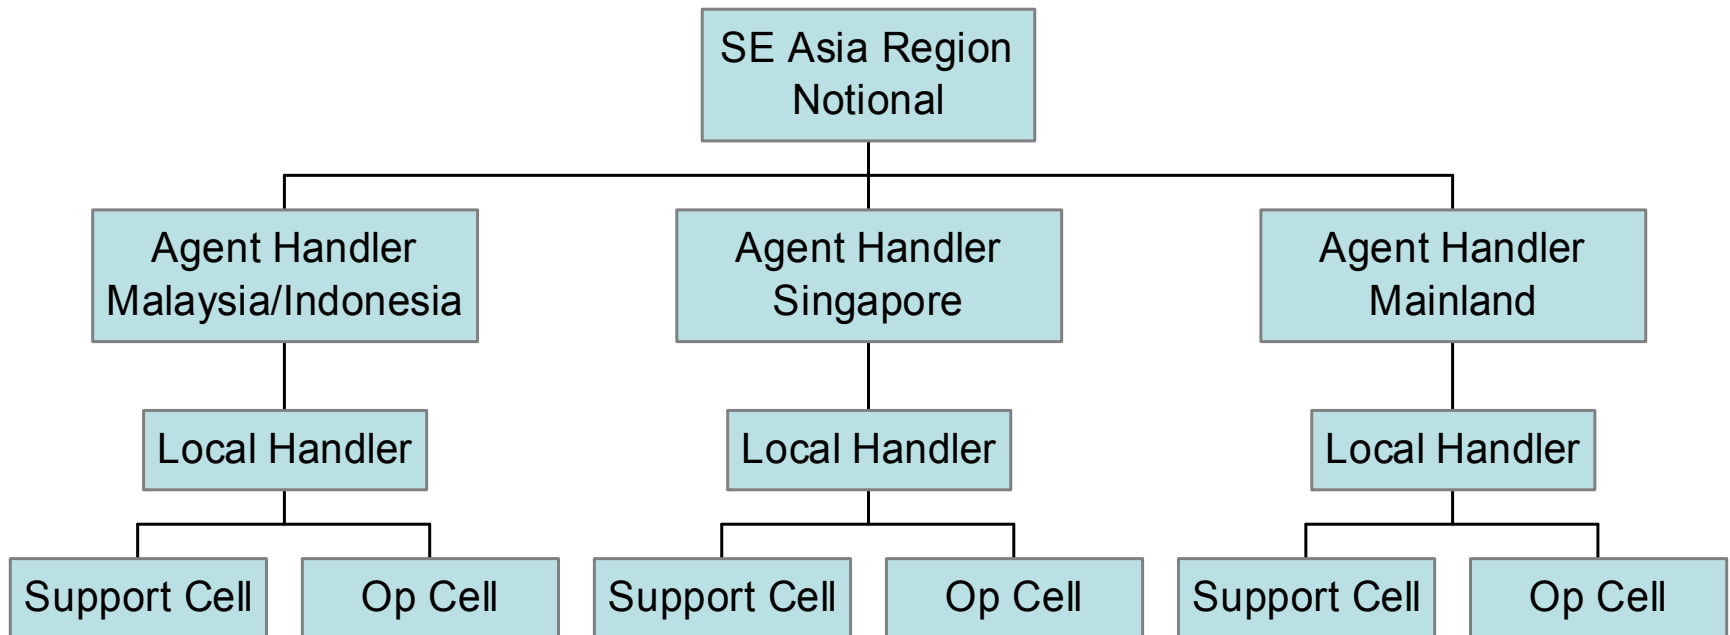 SE Asia Region
Notional
Agent Handler
Malaysia/Indonesia
Agent Handler
Singapore
Agent Handler
Mainland
Local Handler
Local Handler
Local Handler
Support Cell
Op Cell
Support Cell
Op Cell
Support Cell
Op Cell